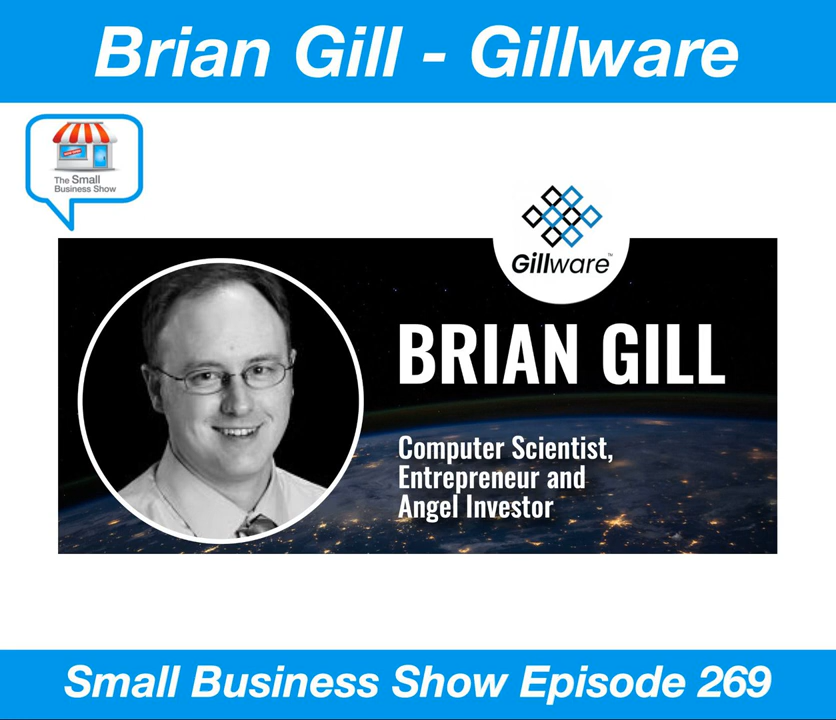 Brian Gill - Gillware
The Small
Business Show
Gillware™
BRIAN GILL
Computer Scientist,
Entrepreneur and
Angel Investor
Small Business Show Episode 269